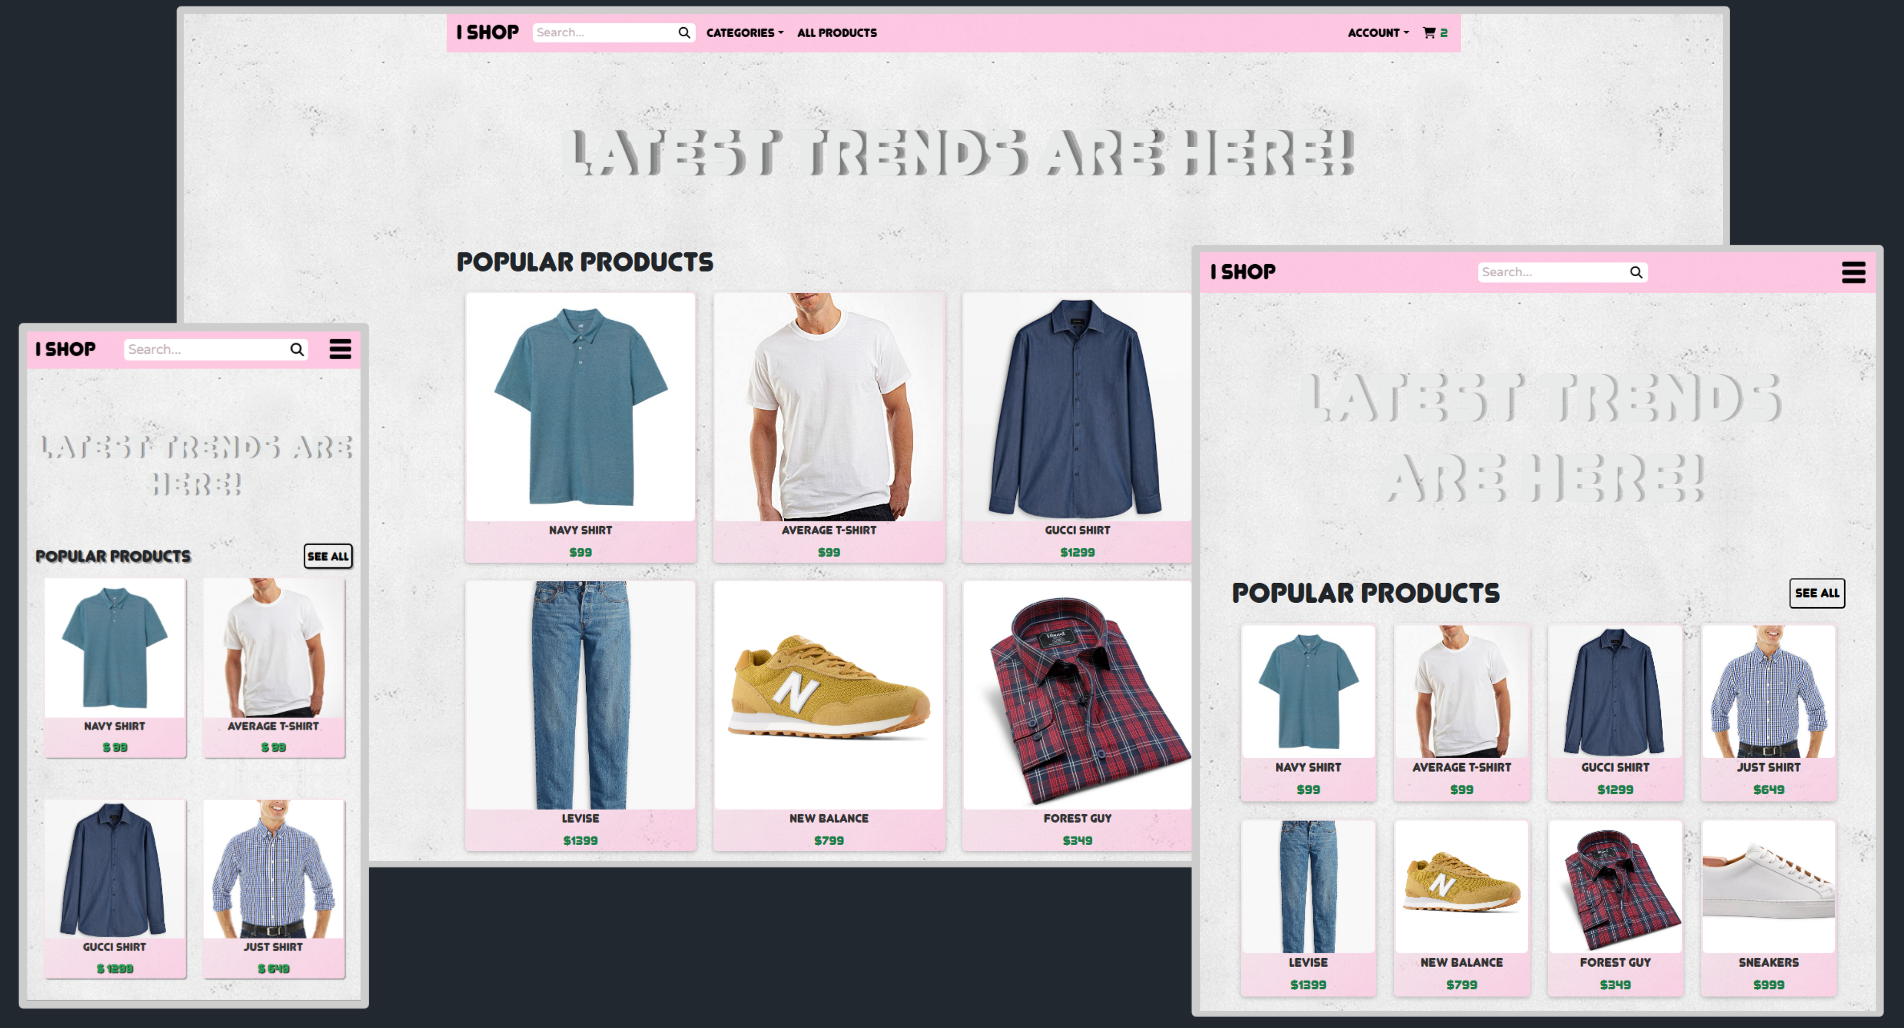 I SHOP Search... CATEGORIES ALL PRODUCTS ACCOUNT 2
LATEST TRENDS ARE HERE!
POPULAR PRODUCTS
NAVY SHIRT AVERAGE T-SHIRT GUCCI SHIRT
$99 $99 $1299
N
LEVISE NEW BALANCE FOREST GUY
$1399 $799 $349
I SHOP Search...
LATEST TRENDS ARE
HERE!
POPULAR PRODUCTS SEE ALL
NAVY SHIRT AVERAGE T-SHIRT
$ 99 $ 99
GUCCI SHIRT JUST SHIRT
$ 1299 $ 649
I SHOP Search...
LATEST TRENDS
ARE HERE!
POPULAR PRODUCTS SEE ALL
NAVY SHIRT AVERAGE T-SHIRT GUCCI SHIRT JUST SHIRT
$99 $99 $1299 $649
N
LEVISE NEW BALANCE FOREST GUY SNEAKERS
$1399 $799 $349 $999